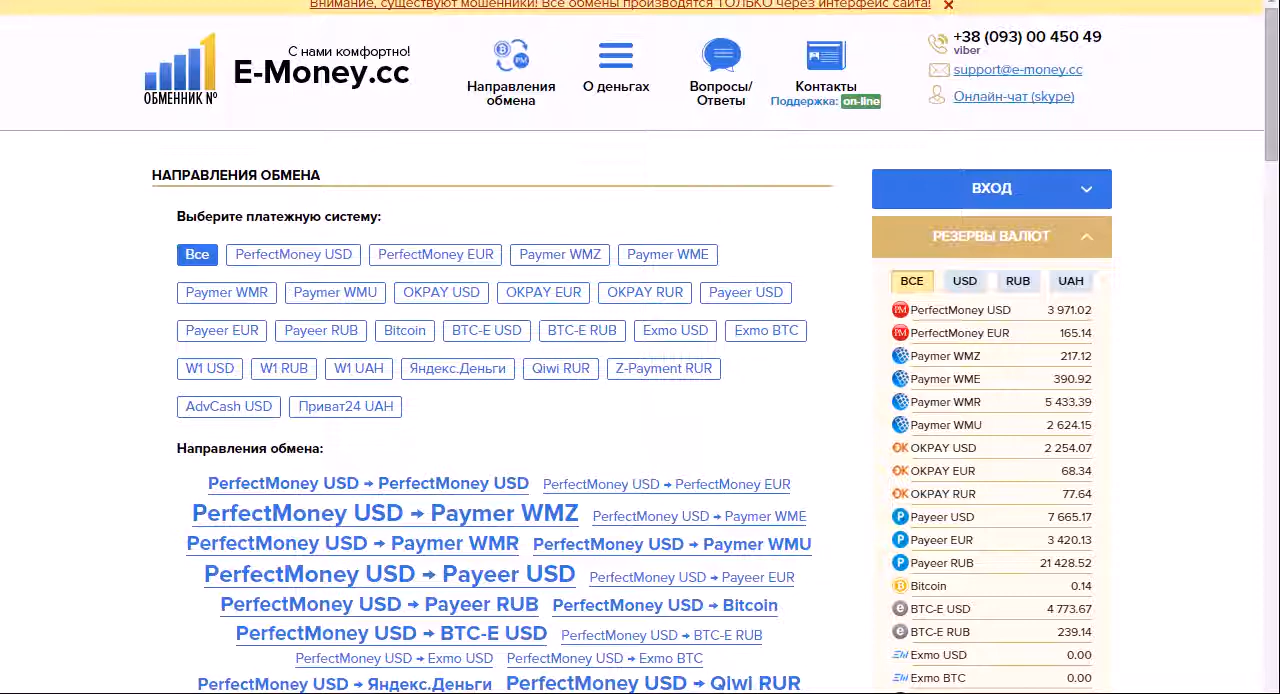 Внимание, существуют мошенники! Все обмены производятся ТОЛЬКО через интерфейс сайта!
С нами комфортно!
E-Money.cc
ОБМЕННИК №1
Направления
обмена
О деньгах
Вопросы/
Ответы
Контакты
Поддержка: on-line
+38 (093) 00 450 49
viber
support@e-money.cc
Онлайн-чат (skype)
НАПРАВЛЕНИЯ ОБМЕНА
Выберите платежную систему:
Все PerfectMoney USD PerfectMoney EUR Paymer WMZ Paymer WME
Paymer WMR Paymer WMU OKPAY USD OKPAY EUR OKPAY RUR Payeer USD
Payeer EUR Payeer RUB Bitcoin BTC-E USD BTC-E RUB Exmo USD Exmo BTC
W1 USD W1 RUB W1 UAH Яндекс.Деньги Qiwi RUR Z-Payment RUR
AdvCash USD Приват24 UAH
Направления обмена:
PerfectMoney USD → PerfectMoney USD PerfectMoney USD → PerfectMoney EUR
PerfectMoney USD → Paymer WMZ PerfectMoney USD → Paymer WME
PerfectMoney USD → Paymer WMR PerfectMoney USD → Paymer WMU
PerfectMoney USD → Payeer USD PerfectMoney USD → Payeer EUR
PerfectMoney USD → Payeer RUB PerfectMoney USD → Bitcoin
PerfectMoney USD → BTC-E USD PerfectMoney USD → BTC-E RUB
PerfectMoney USD → Exmo USD PerfectMoney USD → Exmo BTC
PerfectMoney USD → Яндекс.Деньги PerfectMoney USD → Qiwi RUR
ВХОД
РЕЗЕРВЫ ВАЛЮТ
ВСЕ USD RUB UAH
PerfectMoney USD 3 971.02
PerfectMoney EUR 165.14
Paymer WMZ 217.12
Paymer WME 390.92
Paymer WMR 5 433.39
Paymer WMU 2 624.15
OKPAY USD 2 254.07
OKPAY EUR 68.34
OKPAY RUR 77.64
Payeer USD 7 665.17
Payeer EUR 3 420.13
Payeer RUB 21 428.52
Bitcoin 0.14
BTC-E USD 4 773.67
BTC-E RUB 239.14
Exmo USD 0.00
Exmo BTC 0.00